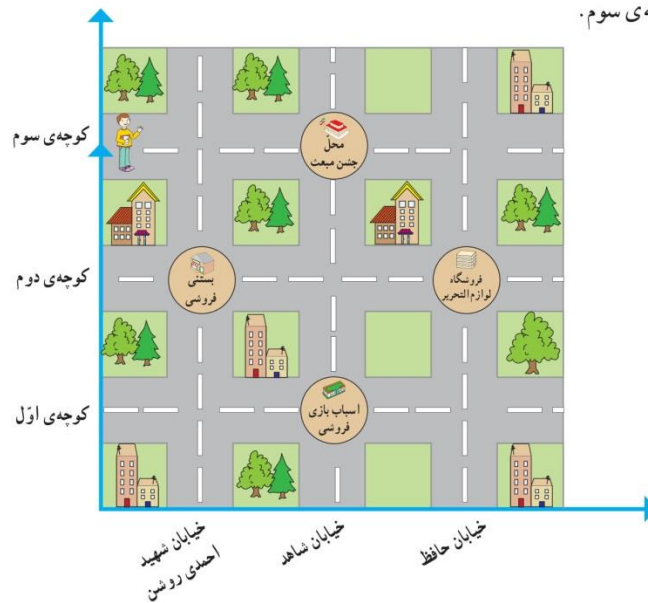 ه‌ی سوم.
کوچه‌ی سوم
محلّ
جشن مبعث
کوچه‌ی دوم
بستنی
فروشی
فروشگاه
لوازم التحریر
کوچه‌ی اوّل
اسباب بازی
فروشی
خیابان شهید
احمدی روشن
خیابان شاهد
خیابان حافظ